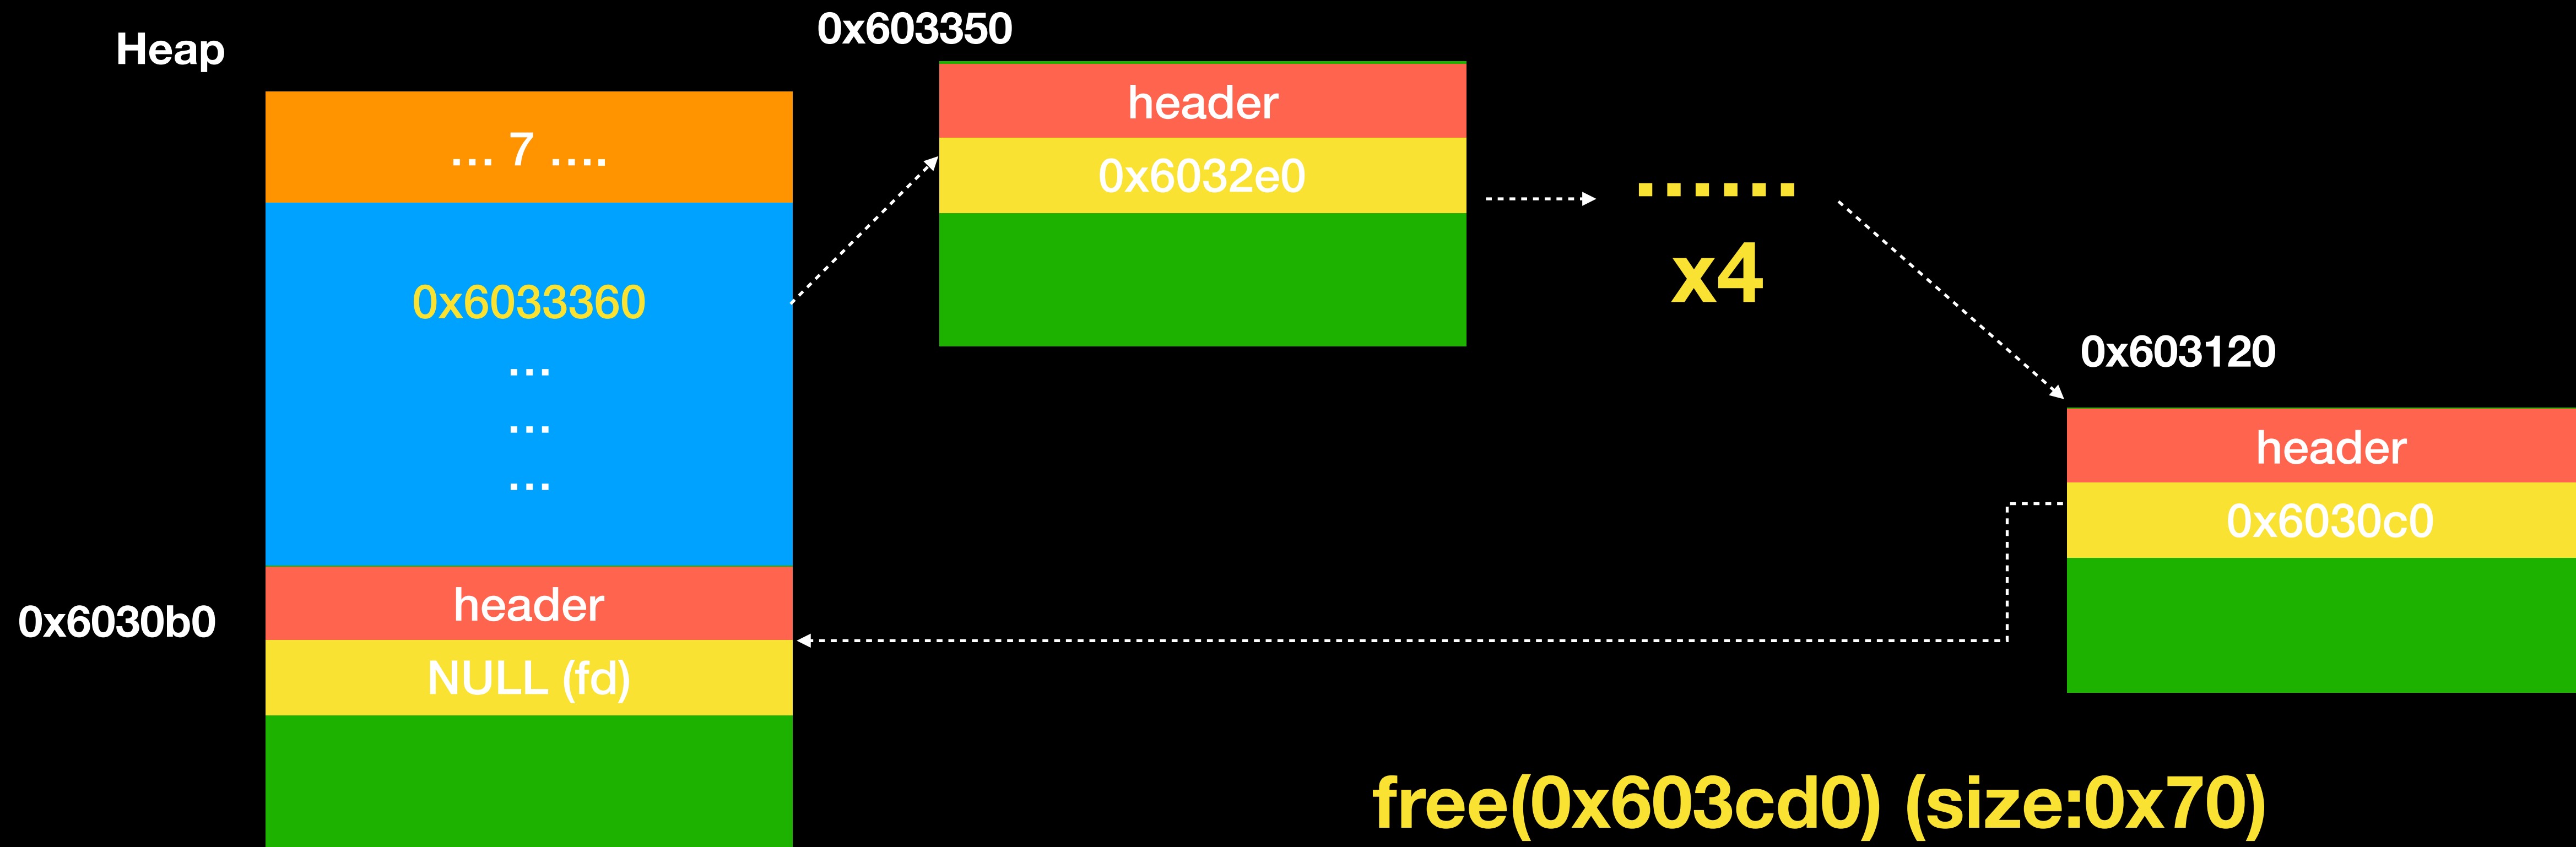 Heap
0x603350
… 7 ….
header
0x6032e0
......
x4
0x6033360
…
…
…
0x603120
header
0x6030c0
0x6030b0
header
NULL (fd)
free(0x603cd0) (size:0x70)